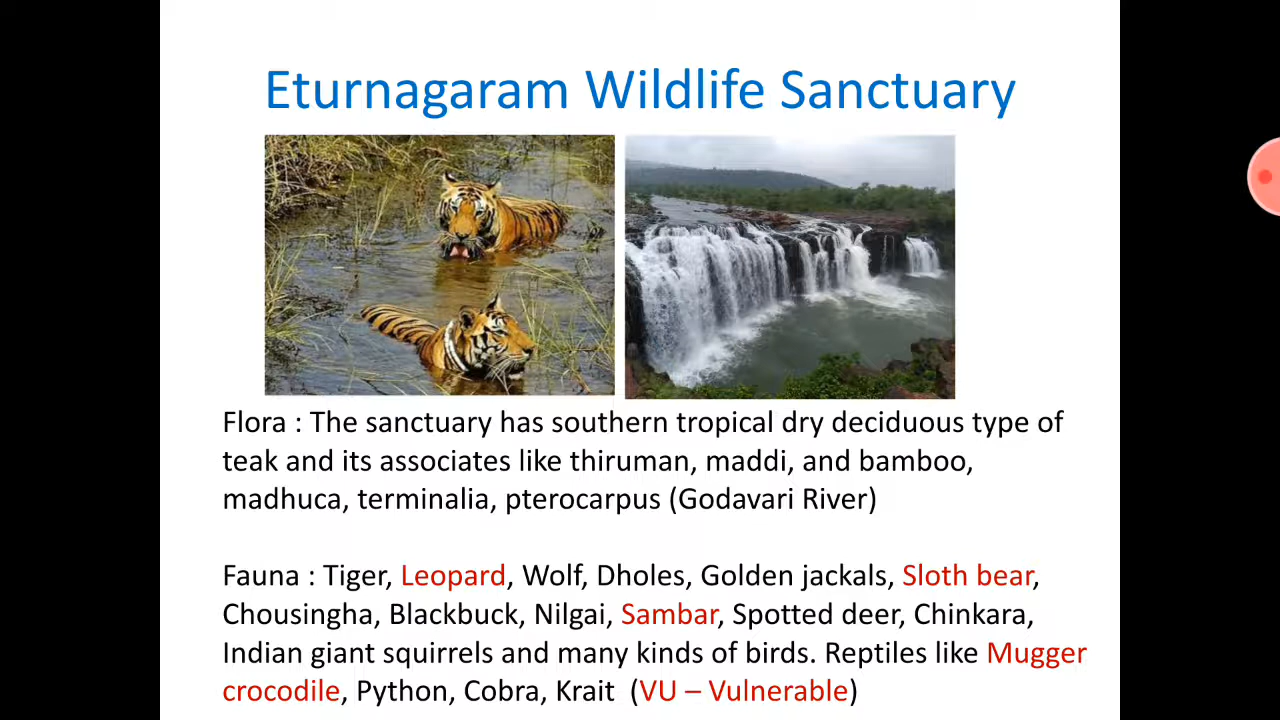 Eturnagaram Wildlife Sanctuary
Flora : The sanctuary has southern tropical dry deciduous type of
teak and its associates like thiruman, maddi, and bamboo,
madhuca, terminalia, pterocarpus (Godavari River)
Fauna : Tiger, Leopard, Wolf, Dholes, Golden jackals, Sloth bear,
Chousingha, Blackbuck, Nilgai, Sambar, Spotted deer, Chinkara,
Indian giant squirrels and many kinds of birds. Reptiles like Mugger
crocodile, Python, Cobra, Krait (VU – Vulnerable)